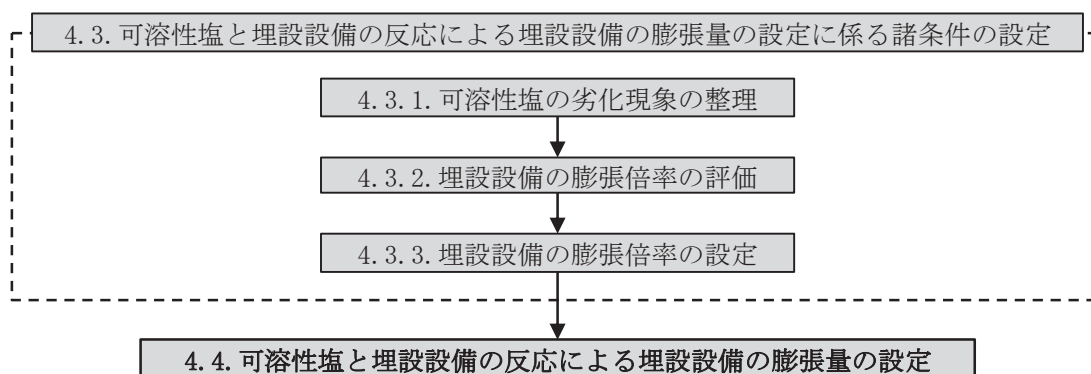 4.3.可溶性塩と埋設設備の反応による埋設設備の膨張量の設定に係る諸条件の設定
4.3.1.可溶性塩の劣化現象の整理
4.3.2.埋設設備の膨張倍率の評価
4.3.3.埋設設備の膨張倍率の設定
4.4.可溶性塩と埋設設備の反応による埋設設備の膨張量の設定